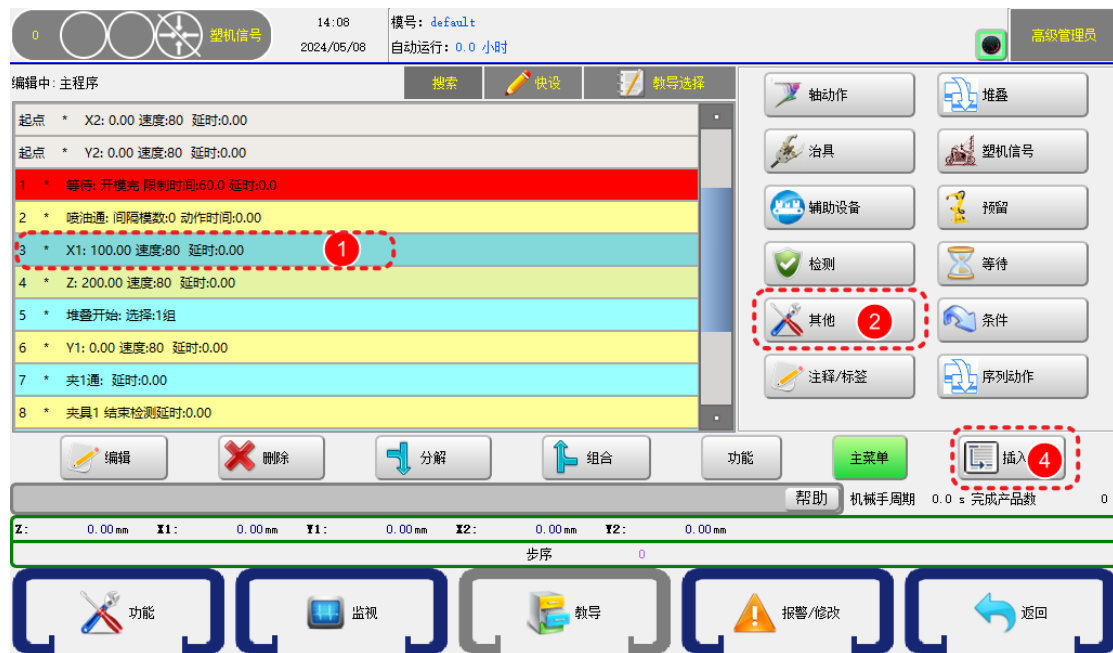 0 塑机信号 14:08 模号: default 高级管理员
2024/05/08 自动运行: 0.0 小时
编辑中: 主程序 搜索 快设 教导选择
起点 * X2: 0.00 速度:80 延时:0.00
起点 * Y2: 0.00 速度:80 延时:0.00
1 * 等待: 开模完 限制时间:60.0 延时:0.0
2 * 喷油通: 间隔模数:0 动作时间:0.00
3 * X1: 100.00 速度:80 延时:0.00 1
4 * Z: 200.00 速度:80 延时:0.00
5 * 堆叠开始: 选择:1组
6 * Y1: 0.00 速度:80 延时:0.00
7 * 夹1通: 延时:0.00
8 * 夹具1 结束检测延时:0.00
轴动作 堆叠
治具 塑机信号
辅助设备 预留
检测 等待
其他 2 条件
注释/标签 序列动作
编辑 删除 分解 组合 功能 主菜单 插入 4
帮助 机械手周期 0.0 s 完成产品数 0
Z: 0.00mm X1: 0.00mm Y1: 0.00mm X2: 0.00mm Y2: 0.00mm
步序 0
功能 监视 教导 报警/修改 返回